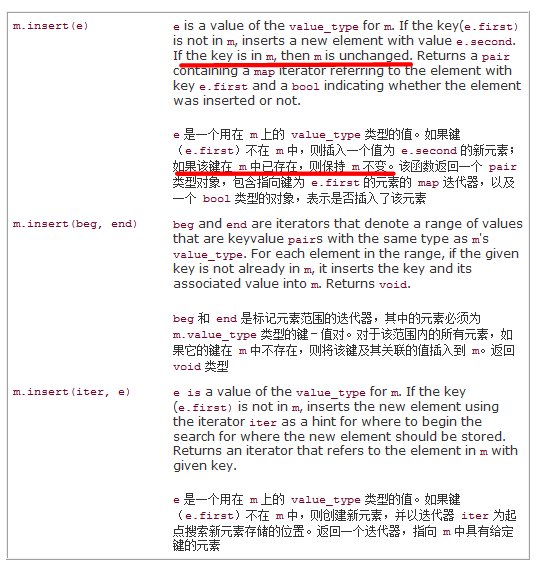 m.insert(e)
e is a value of the value_type for m. If the key(e.first)
is not in m, inserts a new element with value e.second.
If the key is in m, then m is unchanged. Returns a pair
containing a map iterator referring to the element with
key e.first and a bool indicating whether the element
was inserted or not.
e 是一个用在 m 上的 value_type 类型的值。如果键
（e.first）不在 m 中，则插入一个值为 e.second 的新元素；
如果该键在 m 中已存在，则保持 m 不变。该函数返回一个 pair
类型对象，包含指向键为 e.first 的元素的 map 迭代器，以及
一个 bool 类型的对象，表示是否插入了该元素
m.insert(beg, end)
beg and end are iterators that denote a range of values
that are keyvalue pairs with the same type as m's
value_type. For each element in the range, if the given
key is not already in m, it inserts the key and its
associated value into m. Returns void.
beg 和 end 是标记元素范围的迭代器，其中的元素必须为
m.value_type 类型的键－值对。对于该范围内的所有元素，如
果它的键在 m 中不存在，则将该键及其关联的值插入到 m。返回
void 类型
m.insert(iter, e)
e is a value of the value_type for m. If the key
(e.first) is not in m, inserts the new element using
the iterator iter as a hint for where to begin the
search for where the new element should be stored.
Returns an iterator that refers to the element in m with
given key.
e 是一个用在 m 上的 value_type 类型的值。如果键
（e.first）不在 m 中，则创建新元素，并以迭代器 iter 为起
点搜索新元素存储的位置。返回一个迭代器，指向 m 中具有给定
键的元素